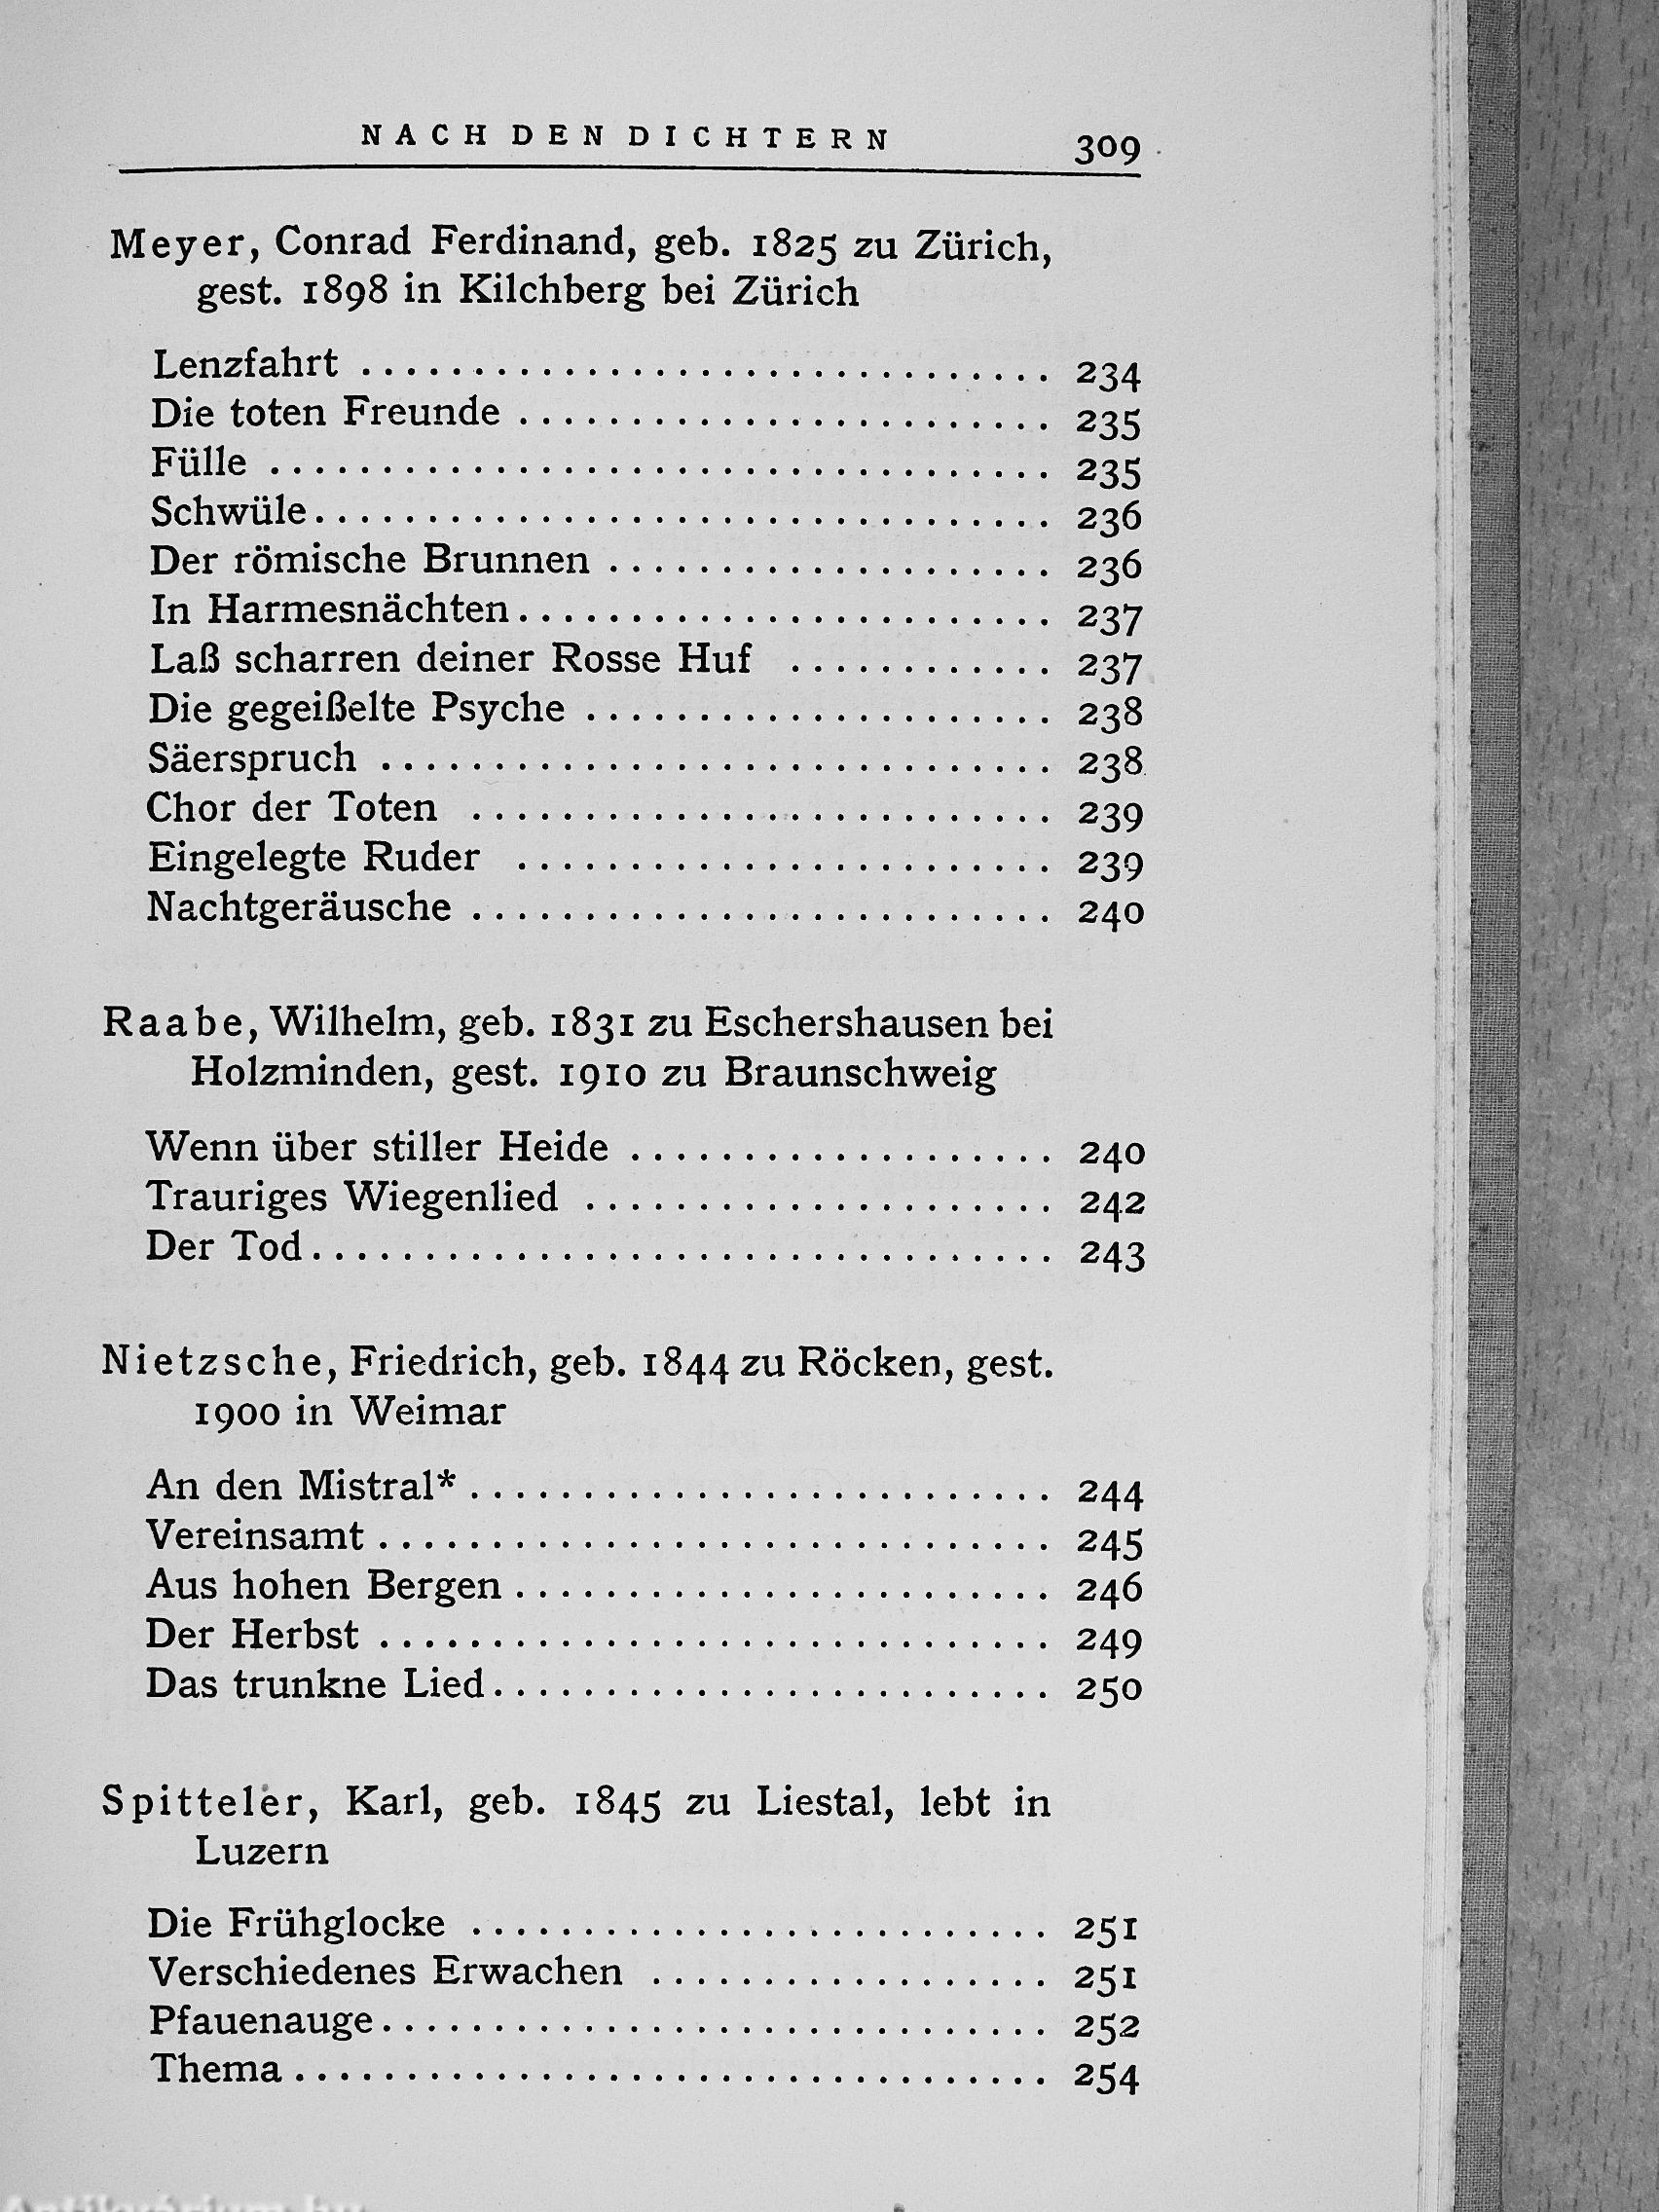 NACH DEN DICHTERN 309
Meyer, Conrad Ferdinand, geb. 1825 zu Zürich,
gest. 1898 in Kilchberg bei Zürich
Lenzfahrt . . . . . . . . . . . . . . . . . . . . . . . . . . . . . . . 234
Die toten Freunde . . . . . . . . . . . . . . . . . . . . . . . . 235
Fülle . . . . . . . . . . . . . . . . . . . . . . . . . . . . . . . . . . . 235
Schwüle . . . . . . . . . . . . . . . . . . . . . . . . . . . . . . . . . 236
Der römische Brunnen . . . . . . . . . . . . . . . . . . . . 236
In Harmesnächten . . . . . . . . . . . . . . . . . . . . . . . . 237
Laß scharren deiner Rosse Huf . . . . . . . . . . . . 237
Die gegeißelte Psyche . . . . . . . . . . . . . . . . . . . . . 238
Säerspruch . . . . . . . . . . . . . . . . . . . . . . . . . . . . . . 238
Chor der Toten . . . . . . . . . . . . . . . . . . . . . . . . . . 239
Eingelegte Ruder . . . . . . . . . . . . . . . . . . . . . . . . 239
Nachtgeräusche . . . . . . . . . . . . . . . . . . . . . . . . . . 240
Raabe, Wilhelm, geb. 1831 zu Eschershausen bei
Holzminden, gest. 1910 zu Braunschweig
Wenn über stiller Heide . . . . . . . . . . . . . . . . . . . 240
Trauriges Wiegenlied . . . . . . . . . . . . . . . . . . . . . 242
Der Tod . . . . . . . . . . . . . . . . . . . . . . . . . . . . . . . . . 243
Nietzsche, Friedrich, geb. 1844 zu Röcken, gest.
1900 in Weimar
An den Mistral* . . . . . . . . . . . . . . . . . . . . . . . . . . 244
Vereinsamt . . . . . . . . . . . . . . . . . . . . . . . . . . . . . . 245
Aus hohen Bergen . . . . . . . . . . . . . . . . . . . . . . . . 246
Der Herbst . . . . . . . . . . . . . . . . . . . . . . . . . . . . . . 249
Das trunkne Lied . . . . . . . . . . . . . . . . . . . . . . . . . 250
Spitteler, Karl, geb. 1845 zu Liestal, lebt in
Luzern
Die Frühglocke . . . . . . . . . . . . . . . . . . . . . . . . . . 251
Verschiedenes Erwachen . . . . . . . . . . . . . . . . . . 251
Pfauenauge . . . . . . . . . . . . . . . . . . . . . . . . . . . . . . 252
Thema . . . . . . . . . . . . . . . . . . . . . . . . . . . . . . . . . . 254